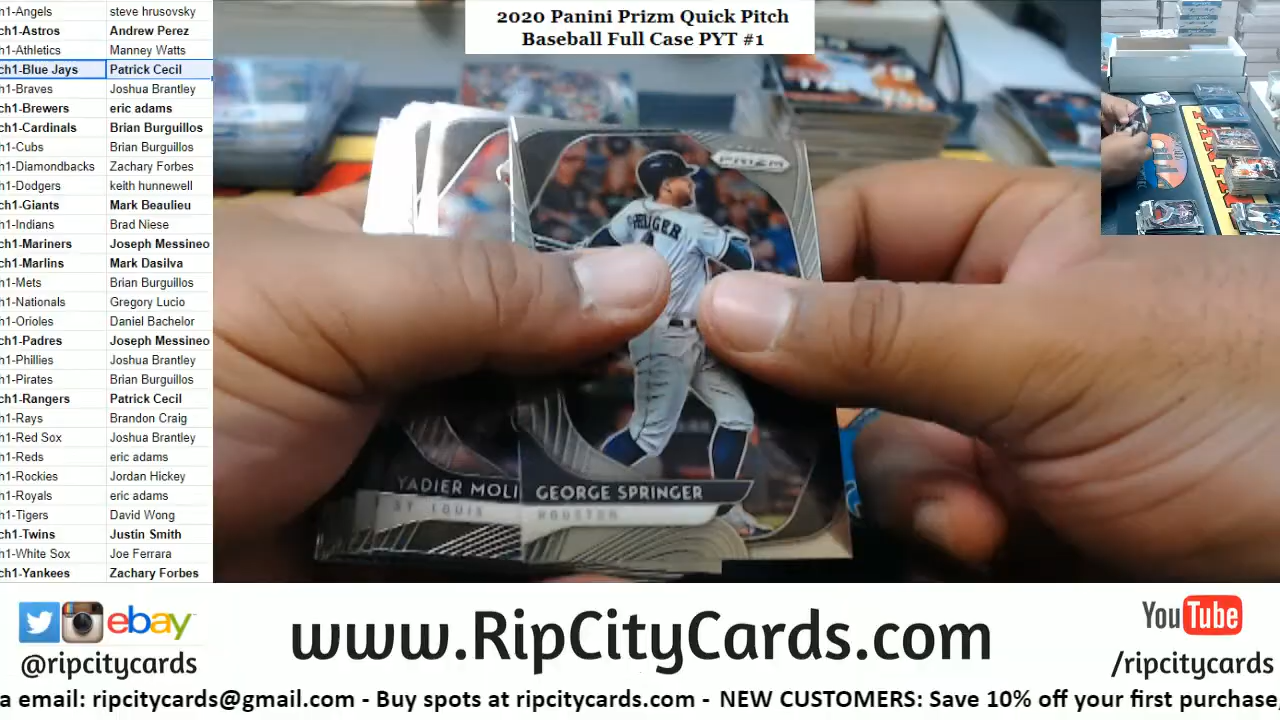 2020 Panini Prizm Quick Pitch
Baseball Full Case PYT #1
h1-Angels steve hrusovsky
ch1-Astros Andrew Perez
h1-Athletics Manney Watts
ch1-Blue Jays Patrick Cecil
h1-Braves Joshua Brantley
ch1-Brewers eric adams
ch1-Cardinals Brian Burguillos
h1-Cubs Brian Burguillos
h1-Diamondbacks Zachary Forbes
h1-Dodgers keith hunnewell
ch1-Giants Mark Beaulieu
h1-Indians Brad Niese
ch1-Mariners Joseph Messineo
ch1-Marlins Mark Dasilva
h1-Mets Brian Burguillos
h1-Nationals Gregory Lucio
h1-Orioles Daniel Bachelor
ch1-Padres Joseph Messineo
h1-Phillies Joshua Brantley
h1-Pirates Brian Burguillos
ch1-Rangers Patrick Cecil
h1-Rays Brandon Craig
h1-Red Sox Joshua Brantley
h1-Reds eric adams
h1-Rockies Jordan Hickey
h1-Royals eric adams
h1-Tigers David Wong
ch1-Twins Justin Smith
h1-White Sox Joe Ferrara
ch1-Yankees Zachary Forbes
PRIZM
YADIER MOLI
ST. LOUIS
GEORGE SPRINGER
HOUSTON
ebay
@ripcitycards
www.RipCityCards.com
YouTube
/ripcitycards
a email: ripcitycards@gmail.com - Buy spots at ripcitycards.com - NEW CUSTOMERS: Save 10% off your first purchase,